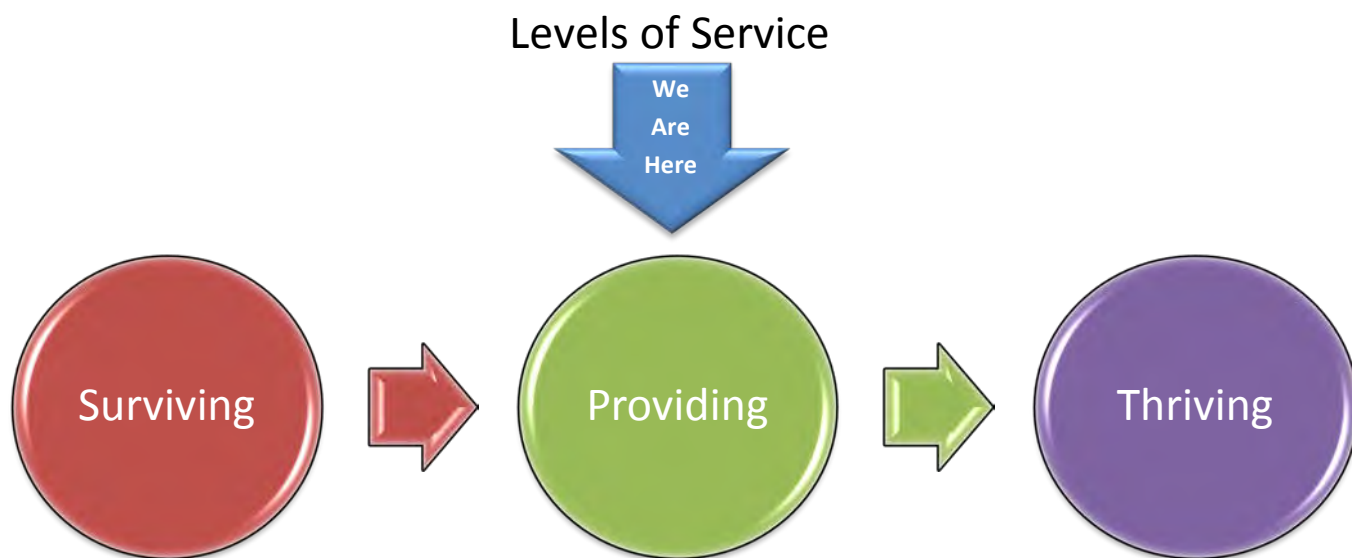 Levels of Service
We
Are
Here
Surviving
Providing
Thriving